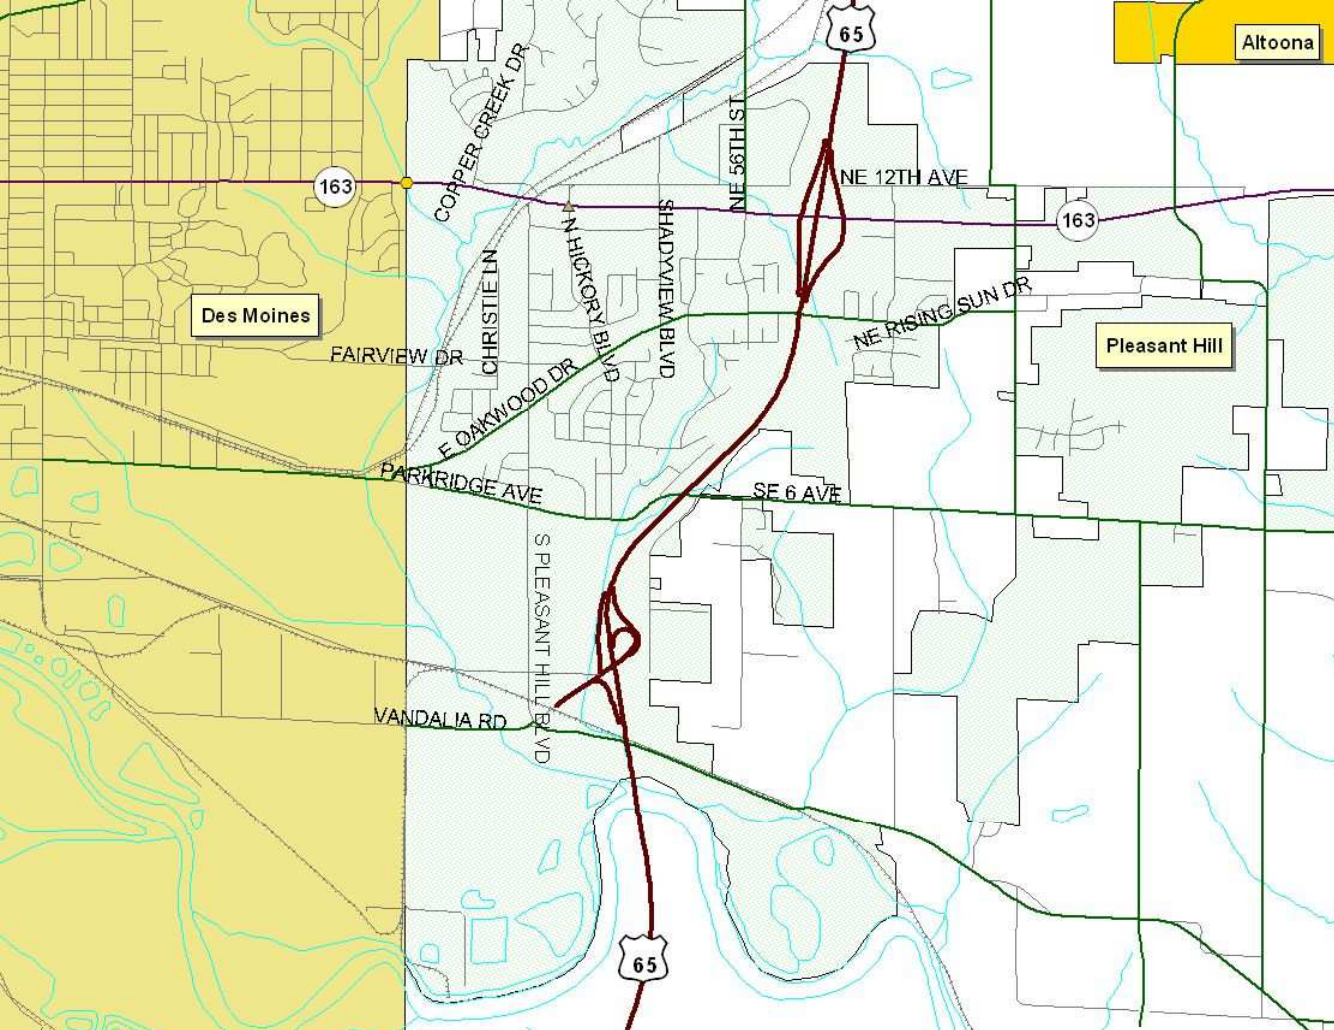 65
Altoona
COPPER CREEK DR
NE 56TH ST
163
NE 12TH AVE
163
SHADYVIEW BLVD
N HICKORY BLVD
CHRISTIE LN
Des Moines
NE RISING SUN DR
Pleasant Hill
FAIRVIEW DR
E OAKWOOD DR
PARKRIDGE AVE
SE 6 AVE
S PLEASANT HILL BLVD
VANDALIA RD
65